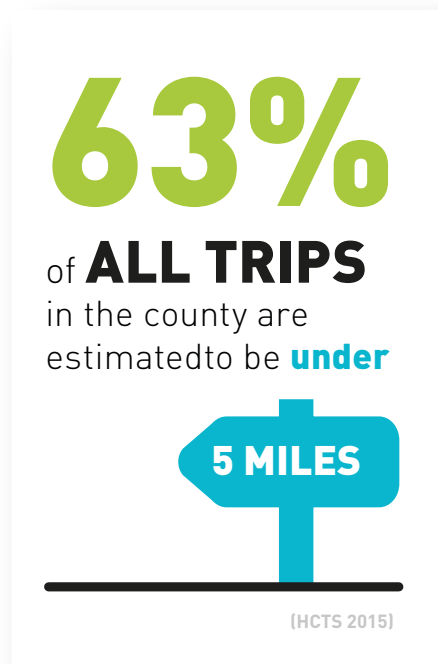 63%
of ALL TRIPS
in the county are
estimatedto be under
5 MILES
(HCTS 2015)